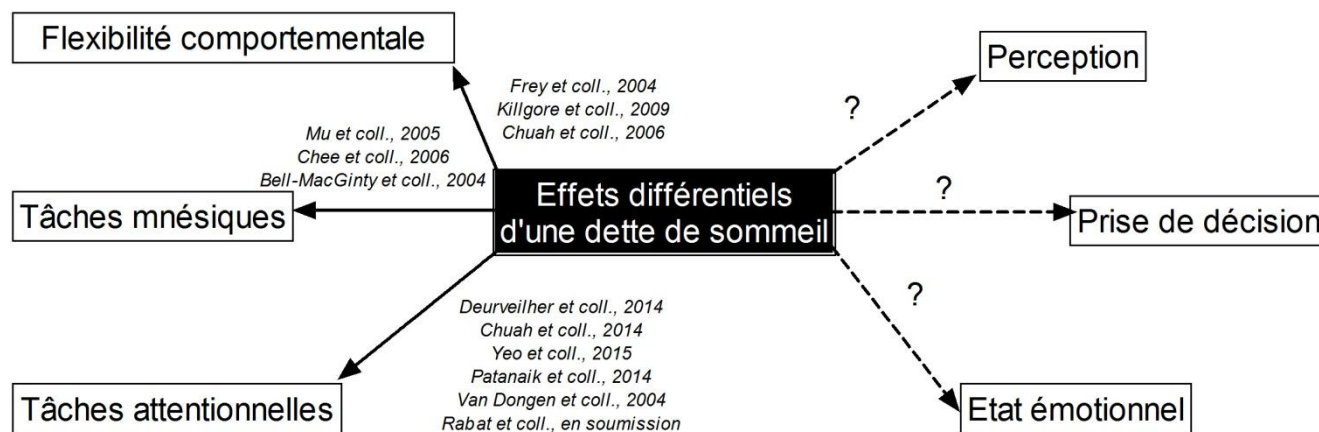 Flexibilité comportementale
Perception
Frey et coll., 2004
Killgore et coll., 2009
Chuah et coll., 2006
?
Mu et coll., 2005
Chee et coll., 2006
Bell-MacGinty et coll., 2004
Effets différentiels
d'une dette de sommeil
?
Tâches mnésiques
Prise de décision
?
Deurveilher et coll., 2014
Chuah et coll., 2014
Yeo et coll., 2015
Patanaik et coll., 2014
Van Dongen et coll., 2004
Rabat et coll., en soumission
Tâches attentionnelles
Etat émotionnel